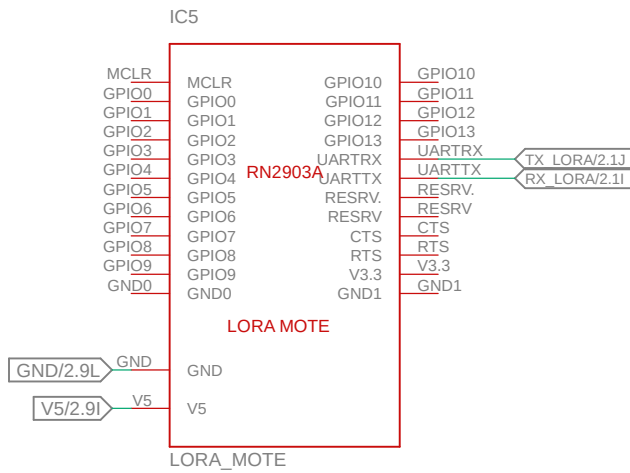 IC5
MCLR
GPIO0
GPIO1
GPIO2
GPIO3
GPIO4
GPIO5
GPIO6
GPIO7
GPIO8
GPIO9
GND0
MCLR
GPIO0
GPIO1
GPIO2
GPIO3
GPIO4
GPIO5
GPIO6
GPIO7
GPIO8
GPIO9
GND0
RN2903A
GPIO10
GPIO11
GPIO12
GPIO13
UARTRX
UARTTX
RESRV.
RESRV
CTS
RTS
V3.3
GND1
GPIO10
GPIO11
GPIO12
GPIO13
UARTRX
UARTTX
RESRV.
RESRV
CTS
RTS
V3.3
GND1
TX_LORA/2.1J
RX_LORA/2.1I
LORA MOTE
GND/2.9L
GND
GND
V5/2.9I
V5
V5
LORA_MOTE